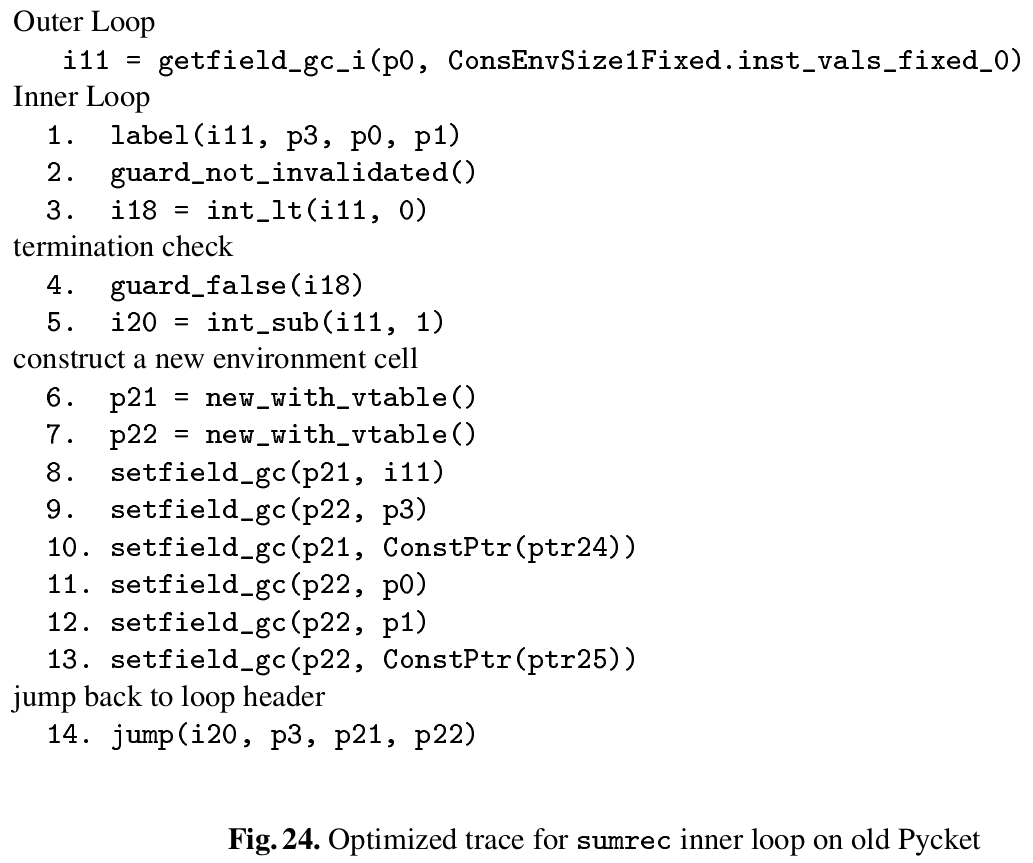 Outer Loop
i11 = getfield_gc_i(p0, ConsEnvSize1Fixed.inst_vals_fixed_0)
Inner Loop
1. label(i11, p3, p0, p1)
2. guard_not_invalidated()
3. i18 = int_lt(i11, 0)
termination check
4. guard_false(i18)
5. i20 = int_sub(i11, 1)
construct a new environment cell
6. p21 = new_with_vtable()
7. p22 = new_with_vtable()
8. setfield_gc(p21, i11)
9. setfield_gc(p22, p3)
10. setfield_gc(p21, ConstPtr(ptr24))
11. setfield_gc(p22, p0)
12. setfield_gc(p22, p1)
13. setfield_gc(p22, ConstPtr(ptr25))
jump back to loop header
14. jump(i20, p3, p21, p22)
Fig. 24. Optimized trace for sumrec inner loop on old Pycket